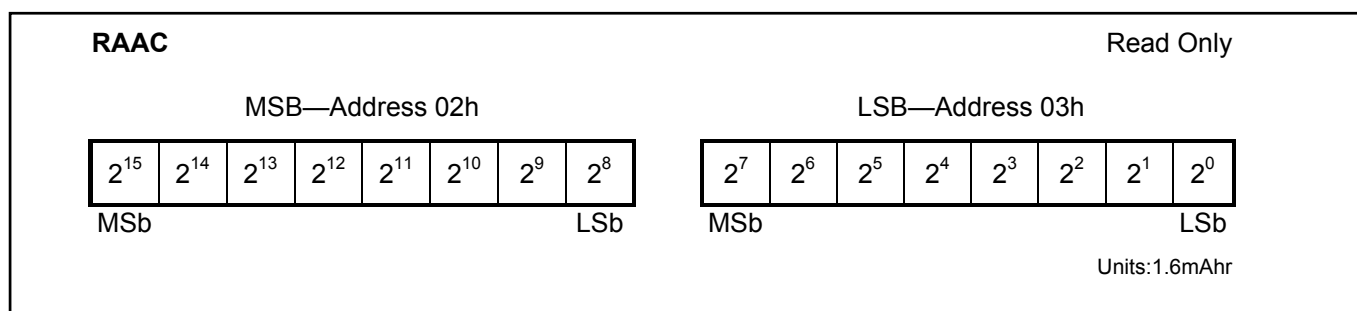 RAAC Read Only
MSB—Address 02h LSB—Address 03h
2^15 2^14 2^13 2^12 2^11 2^10 2^9 2^8 2^7 2^6 2^5 2^4 2^3 2^2 2^1 2^0
MSb LSb MSb LSb
Units:1.6mAhr